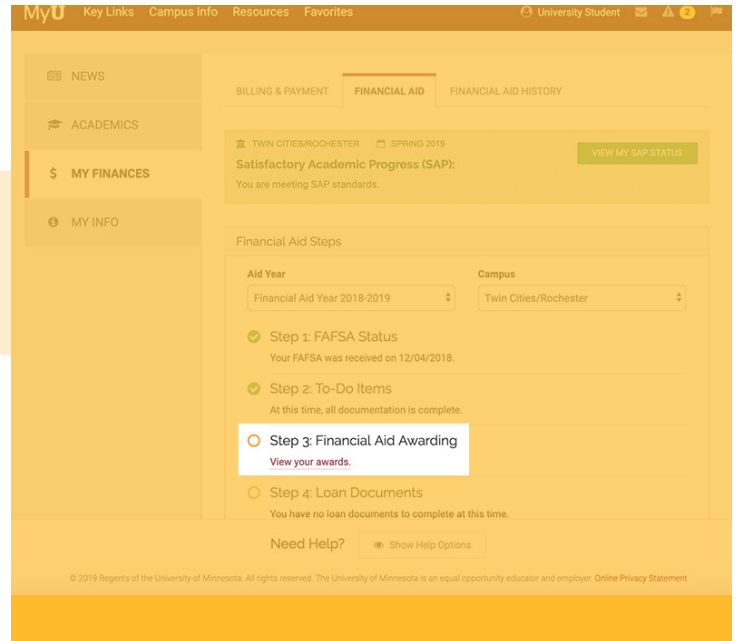 MyU Key Links Campus Info Resources Favorites University Student 2
NEWS
ACADEMICS
$ MY FINANCES
MY INFO
BILLING & PAYMENT FINANCIAL AID FINANCIAL AID HISTORY
TWIN CITIES/ROCHESTER SPRING 2019
Satisfactory Academic Progress (SAP):
You are meeting SAP standards.
VIEW MY SAP STATUS
Financial Aid Steps
Aid Year Campus
Financial Aid Year 2018-2019 Twin Cities/Rochester
Step 1: FAFSA Status
Your FAFSA was received on 12/04/2018.
Step 2: To-Do Items
At this time, all documentation is complete.
Step 3: Financial Aid Awarding
View your awards.
Step 4: Loan Documents
You have no loan documents to complete at this time.
Need Help? Show Help Options
© 2019 Regents of the University of Minnesota. All rights reserved. The University of Minnesota is an equal opportunity educator and employer. Online Privacy Statement